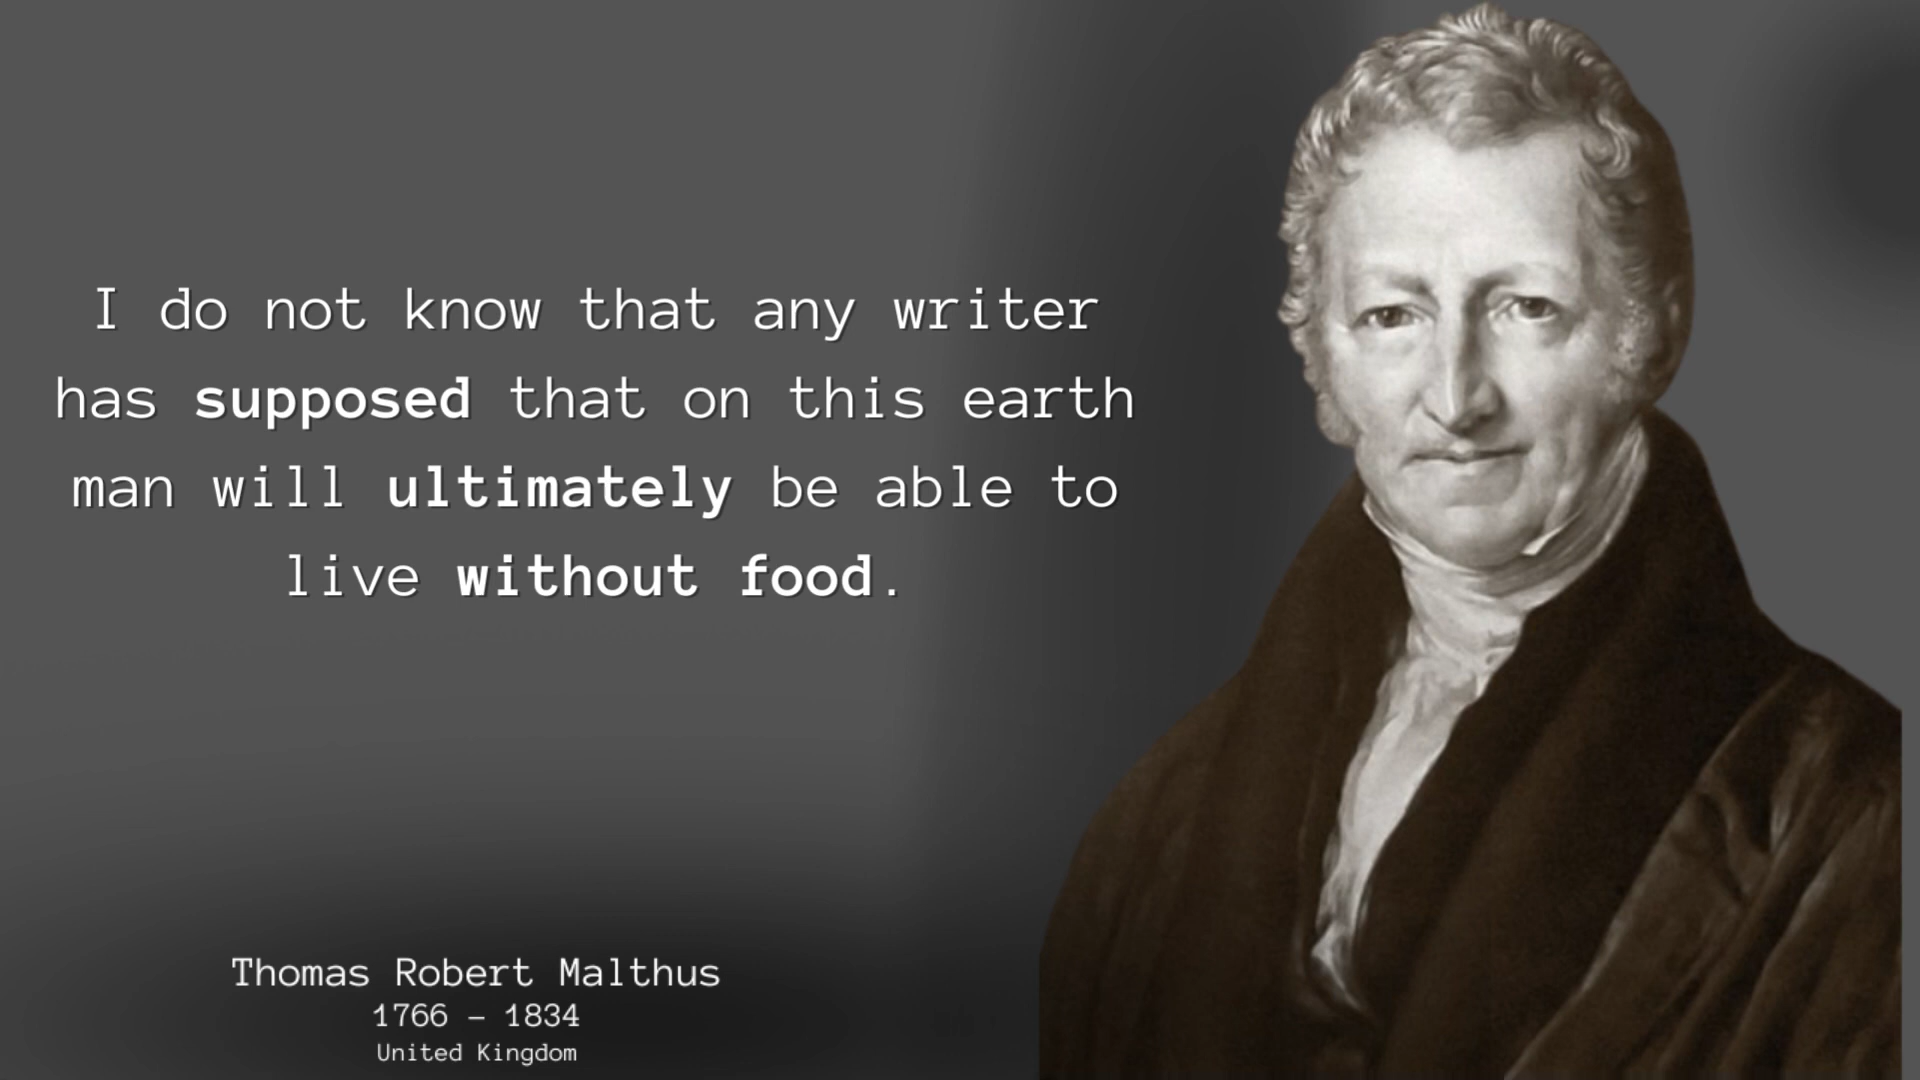 I do not know that any writer
has supposed that on this earth
man will ultimately be able to
live without food.
Thomas Robert Malthus
1766 – 1834
United Kingdom